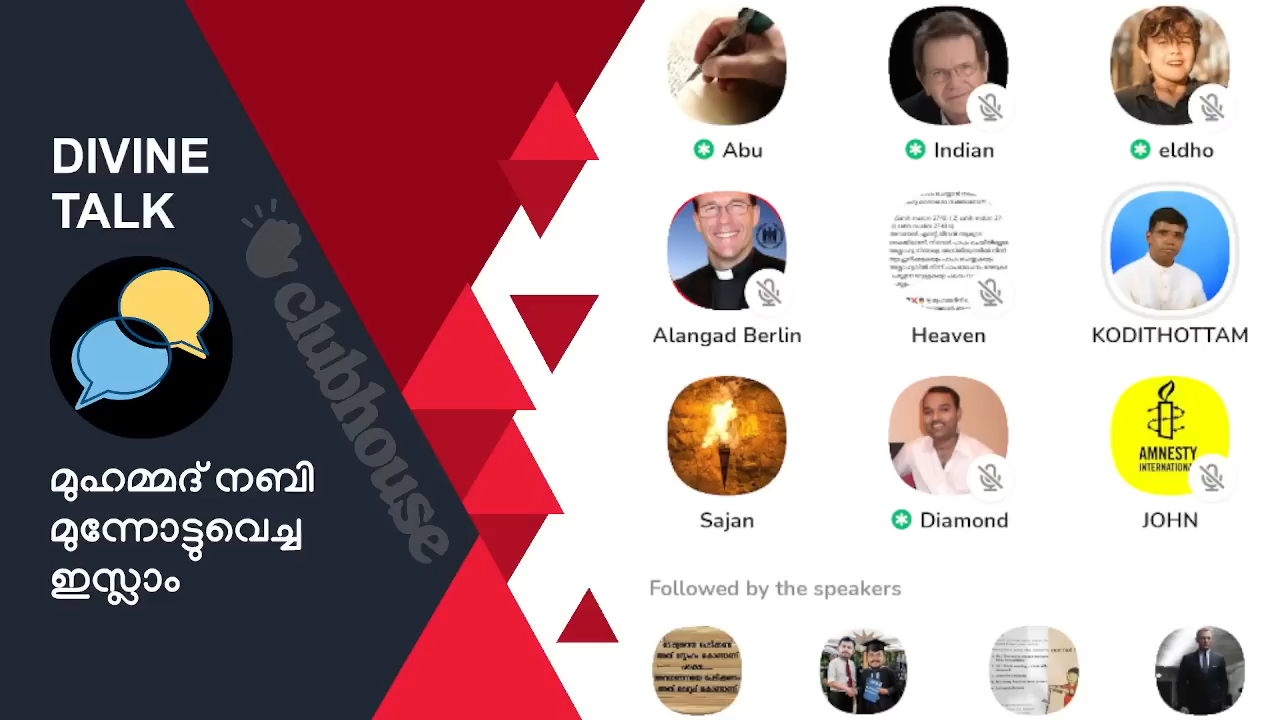 DIVINE
TALK
clubhouse
മുഹമ്മദ് നബി
മുന്നോട്ടുവെച്ച
ഇസ്ലാം
Abu
Indian
eldho
Alangad Berlin
Heaven
KODITHOTTAM
AMNESTY
Sajan
Diamond
JOHN
Followed by the speakers